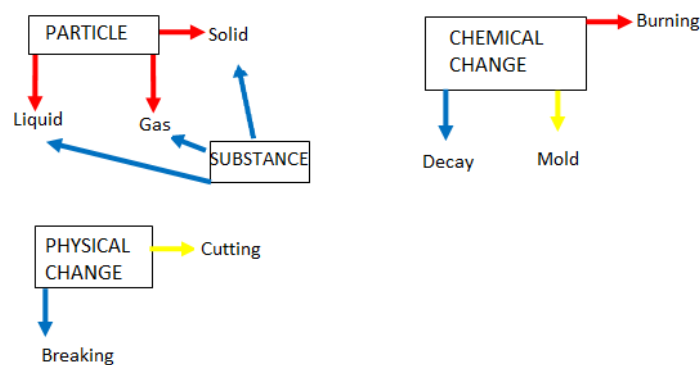 PARTICLE
Solid
Liquid
Gas
SUBSTANCE
CHEMICAL
CHANGE
Burning
Decay
Mold
PHYSICAL
CHANGE
Cutting
Breaking